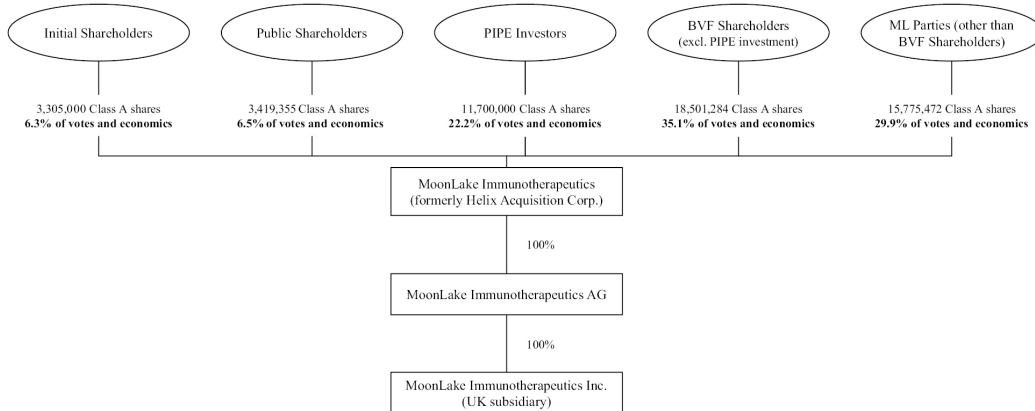 Initial Shareholders
Public Shareholders
PIPE Investors
BVF Shareholders
(excl. PIPE investment)
ML Parties (other than
BVF Shareholders)
3,305,000 Class A shares
6.3% of votes and economics
3,419,355 Class A shares
6.5% of votes and economics
11,700,000 Class A shares
22.2% of votes and economics
18,501,284 Class A shares
35.1% of votes and economics
15,775,472 Class A shares
29.9% of votes and economics
MoonLake Immunotherapeutics
(formerly Helix Acquisition Corp.)
100%
MoonLake Immunotherapeutics AG
100%
MoonLake Immunotherapeutics Inc.
(UK subsidiary)